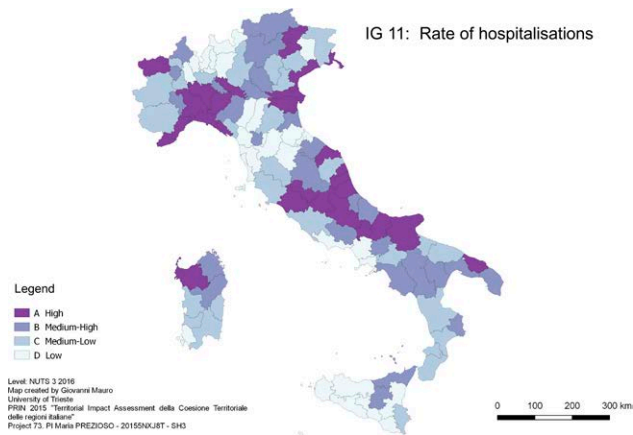 IG 11: Rate of hospitalisations
Legend
A High
B Medium-High
C Medium-Low
D Low
Level: NUTS 3 2016
Map created by Giovanni Mauro
University of Trieste
PRIN 2015 "Territorial Impact Assessment della Coesione Territoriale
delle regioni italiane"
Project 73. PI Maria PREZIOSO - 20155NXJ8T - SH3
0 100 200 300 km